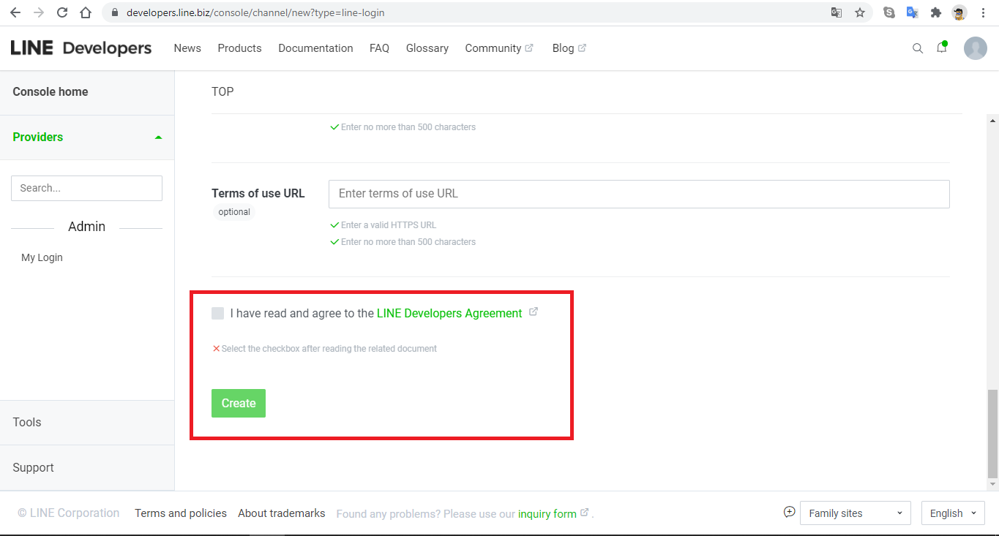 developers.line.biz/console/channel/new?type=line-login
LINE Developers News Products Documentation FAQ Glossary Community Blog
Console home
Providers
Search...
Admin
My Login
Tools
Support
TOP
Enter no more than 500 characters
Terms of use URL
optional
Enter terms of use URL
Enter a valid HTTPS URL
Enter no more than 500 characters
I have read and agree to the LINE Developers Agreement
Select the checkbox after reading the related document
Create
© LINE Corporation Terms and policies About trademarks Found any problems? Please use our inquiry form . Family sites English